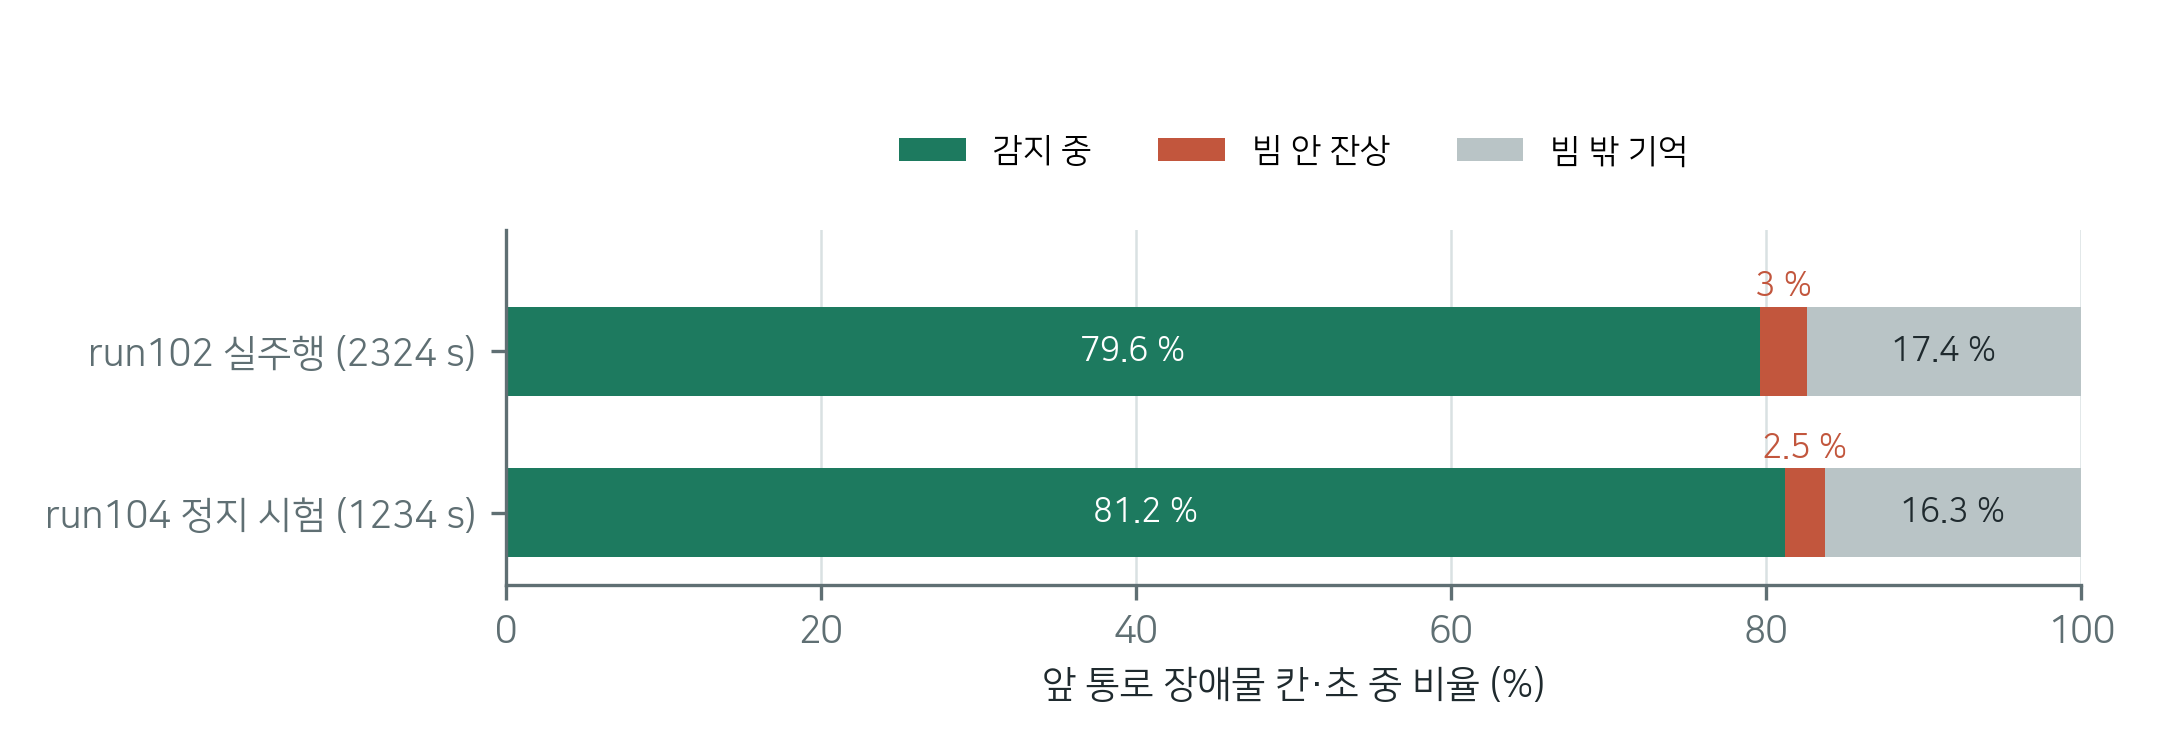 감지 중 빔 안 잔상 빔 밖 기억
3 %
run102 실주행 (2324 s) 79.6 % 17.4 %
2.5 %
run104 정지 시험 (1234 s) 81.2 % 16.3 %
0 20 40 60 80 100
앞 통로 장애물 칸·초 중 비율 (%)